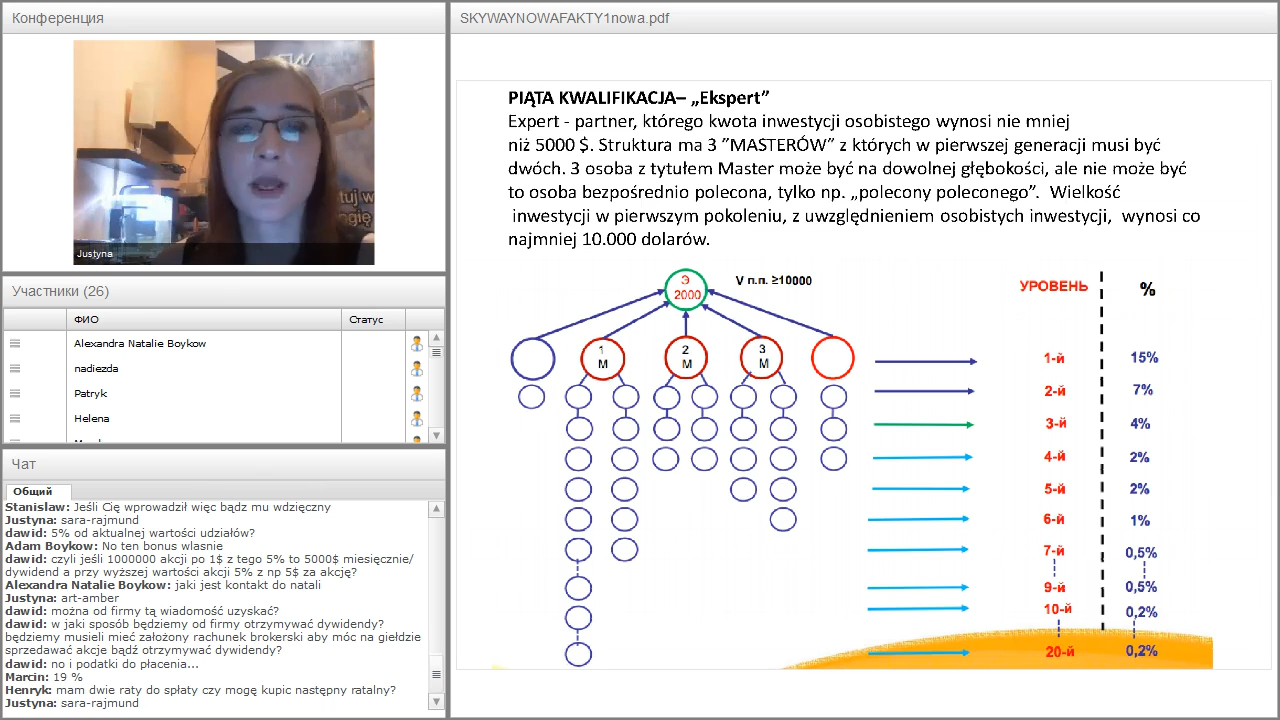 Конференция
Justyna
Участники (26)
ФИО
Статус
Alexandra Natalie Boykow
nadiezda
Patryk
Helena
Чат
Общий
Stanisław: Jeśli Cię wprowadził więc bądz mu wdzięczny
Justyna: sara-rajmund
dawid: 5% od aktualnej wartości udziałów?
Adam Boykow: No ten bonus wlasnie
dawid: czyli jeśli 1000000 akcji po 1$ z tego 5% to 5000$ miesięcznie/
dywidend a przy wyższej wartości akcji 5% z np 5$ za akcję?
Alexandra Natalie Boykow: jaki jest kontakt do natali
Justyna: art-amber
dawid: można od firmy tą wiadomość uzyskać?
dawid: w jaki sposób będziemy od firmy otrzymywać dywidendy?
będziemy musieli mieć założony rachunek brokerski aby można na giełdzie
sprzedawać akcje bądź otrzymywać dywidendy?
dawid: no i podatki do płacenia...
Marcin: 19 %
Henryk: mam dwie raty do spłaty czy mogę kupic następny ratalny?
Justyna: sara-rajmund
SKYWAYNOWAFAKTY1nowa.pdf
PIĄTA KWALIFIKACJA– „Ekspert”
Expert - partner, którego kwota inwestycji osobistego wynosi nie mniej
niż 5000 $. Struktura ma 3 ”MASTERÓW” z których w pierwszej generacji musi być
dwóch. 3 osoba z tytułem Master może być na dowolnej głębokości, ale nie może być
to osoba bezpośrednio polecona, tylko np. „polecony poleconego”. Wielkość
inwestycji w pierwszym pokoleniu, z uwzględnieniem osobistych inwestycji, wynosi co
najmniej 10.000 dolarów.
Э
2000
V п.п. ≥10000
УРОВЕНЬ %
1 М
2 М
3 М
1-й 15%
2-й 7%
3-й 4%
4-й 2%
5-й 2%
6-й 1%
7-й 0,5%
9-й 0,5%
10-й 0,2%
20-й 0,2%